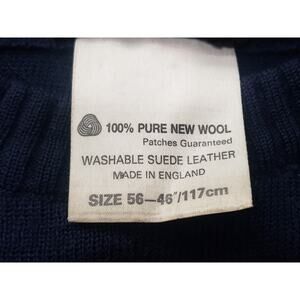 100% PURE NEW WOOL
Patches Guaranteed
WASHABLE SUEDE LEATHER
MADE IN ENGLAND
SIZE 56—46"/117cm